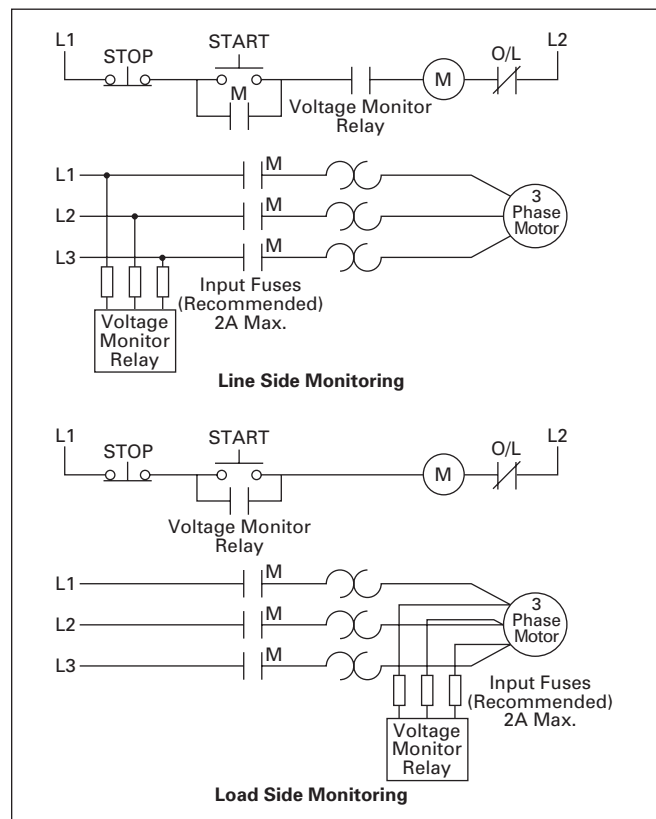 L1
STOP
START
M
Voltage Monitor
Relay
M
O/L
L2
L1
M
L2
M
L3
M
3
Phase
Motor
Input Fuses
(Recommended)
2A Max.
Voltage
Monitor
Relay
Line Side Monitoring
L1
STOP
START
Voltage Monitor
Relay
M
O/L
L2
L1
M
L2
M
L3
M
3
Phase
Motor
Input Fuses
(Recommended)
2A Max.
Voltage
Monitor
Relay
Load Side Monitoring